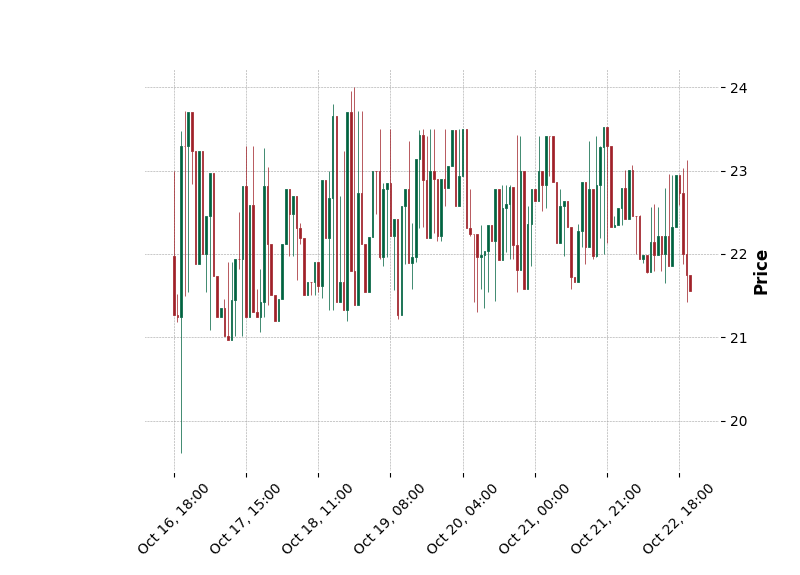 24
23
22
21
20
Price
Oct 16, 18:00
Oct 17, 15:00
Oct 18, 11:00
Oct 19, 08:00
Oct 20, 04:00
Oct 21, 00:00
Oct 21, 21:00
Oct 22, 18:00